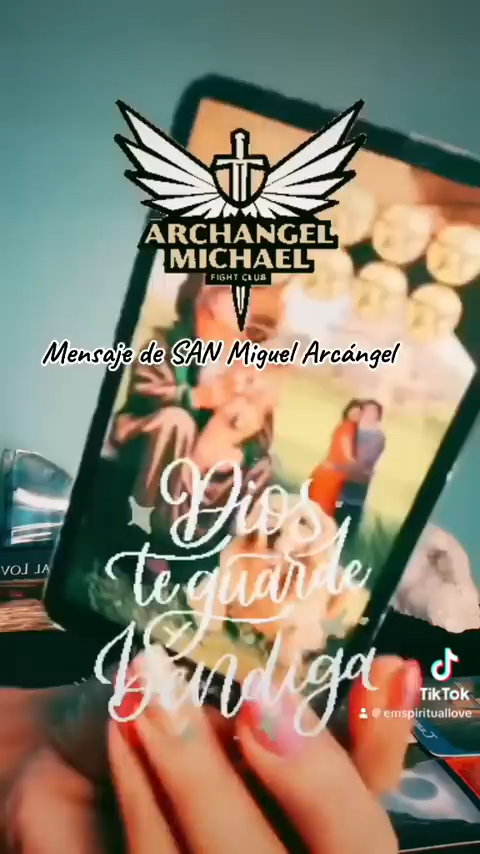 ARCHANGEL
MICHAEL
FIGHT CLUB
Mensaje de SAN Miguel Arcángel
Dios
te guarde
y
Bendiga
TikTok
@emspirituallove